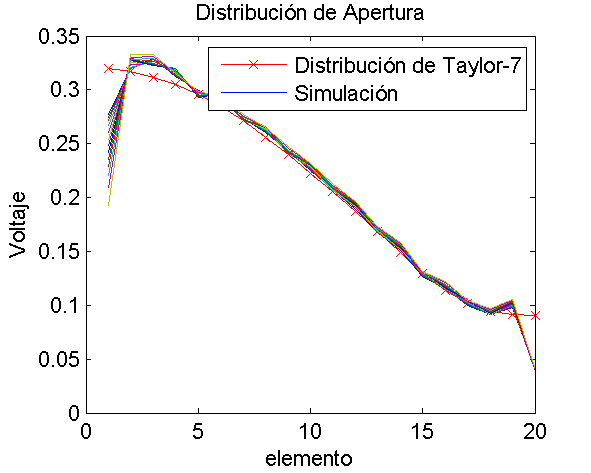 Distribución de Apertura
0.35
0.3
0.25
0.2
0.15
0.1
0.05
0
Voltaje
Distribución de Taylor-7
Simulación
0 5 10 15 20
elemento